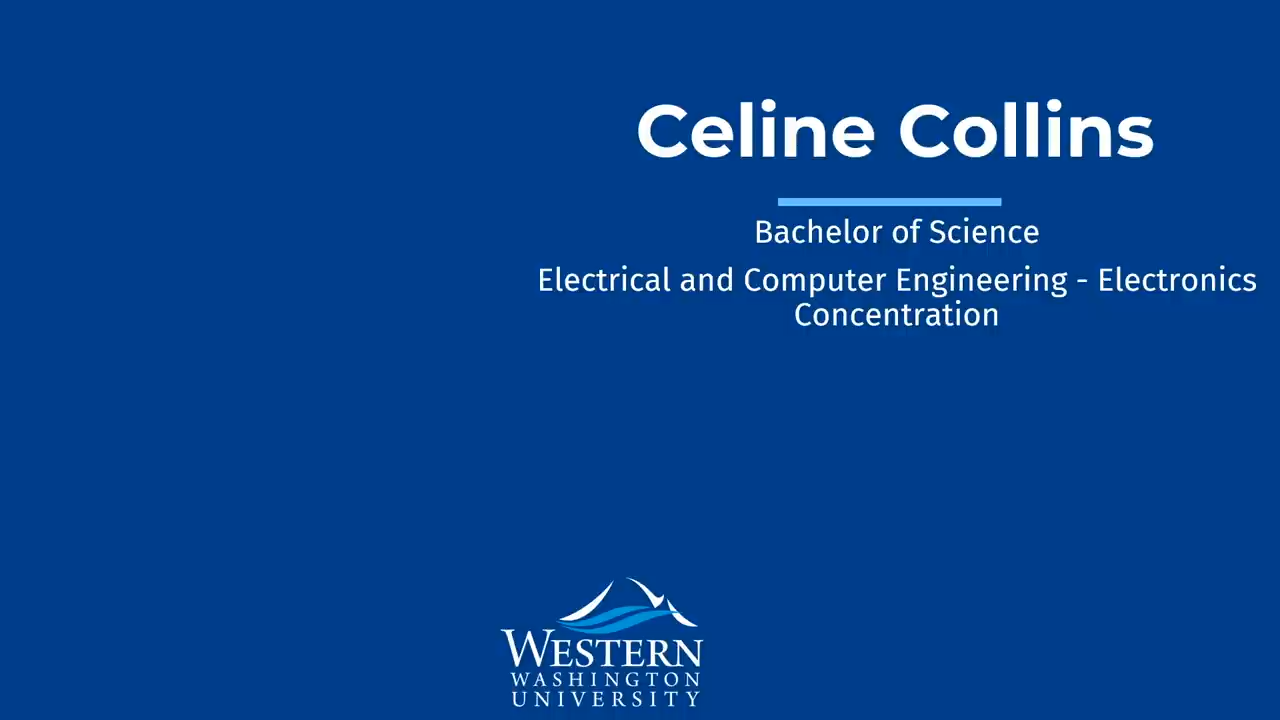 Celine Collins
Bachelor of Science
Electrical and Computer Engineering - Electronics
Concentration
WESTERN
WASHINGTON
UNIVERSITY